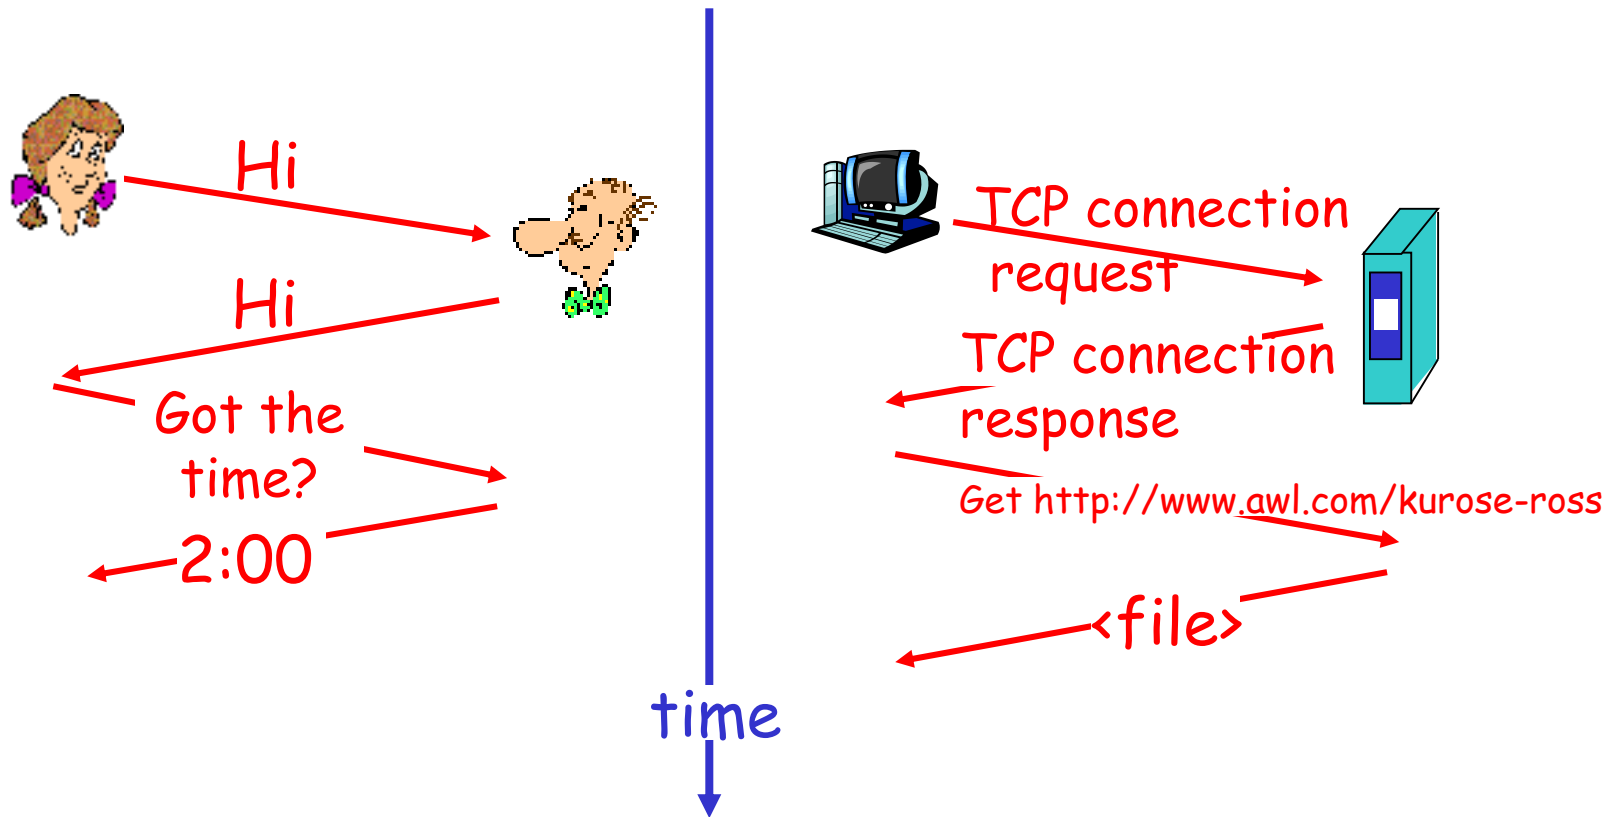 Hi
Hi
Got the
time?
2:00
TCP connection
request
TCP connection
response
Get http://www.awl.com/kurose-ross
<file>
time